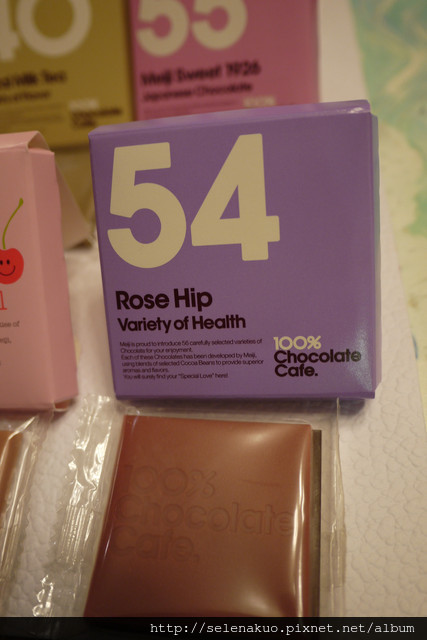 40
Milk Tea
55
Meiji Sweet 1926
Japanese Chocolate
54
Rose Hip
Variety of Health
Meiji is proud to introduce 56 carefully selected varieties of
Chocolate for your enjoyment.
Each of these Chocolates has been developed by Meiji,
using blends of selected Cocoa Beans to provide superior
aromas and flavors.
You will surely find your "Special Love" here!
100%
Chocolate
Cafe.
100%
Chocolate
Cafe.
http://selenakuo.pixnet.net/album